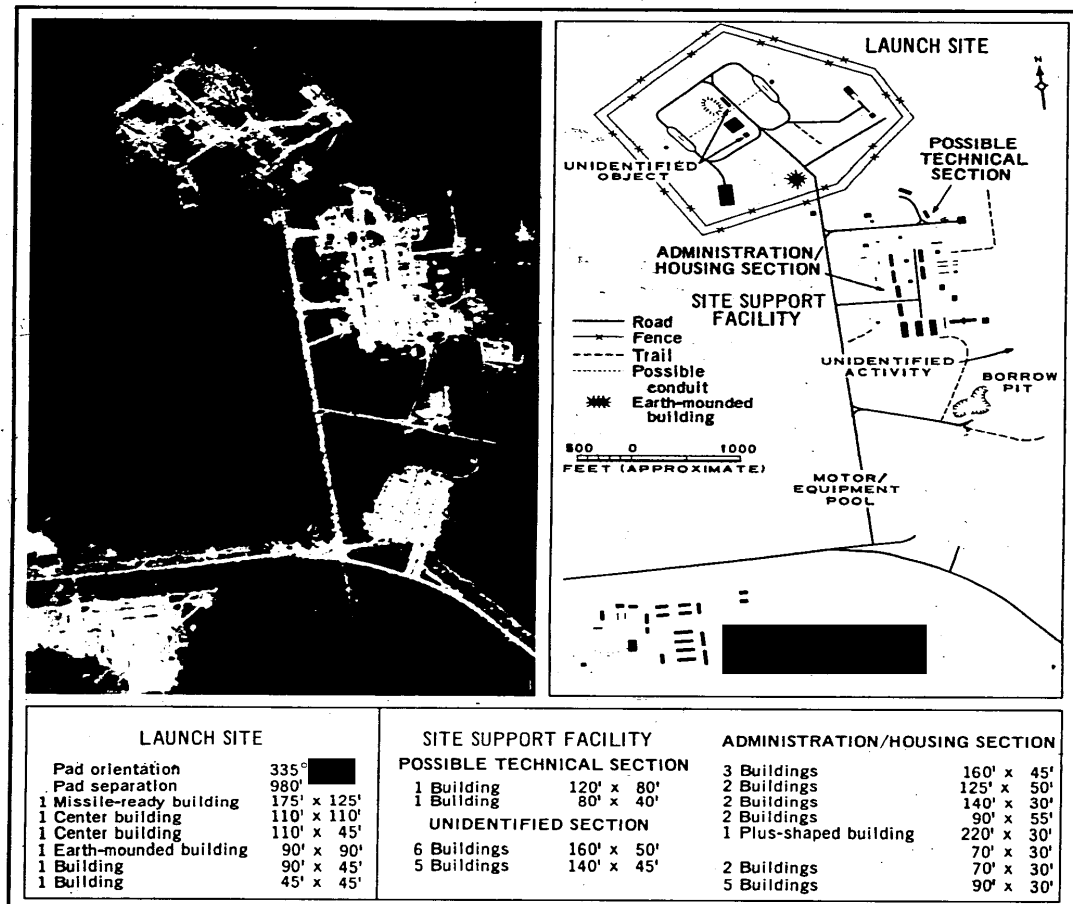 LAUNCH SITE
N
UNIDENTIFIED
OBJECT
POSSIBLE
TECHNICAL
SECTION
ADMINISTRATION/
HOUSING SECTION
SITE SUPPORT
FACILITY
Road
Fence
Trail
Possible
conduit
Earth-mounded
building
UNIDENTIFIED
ACTIVITY
BORROW
PIT
500 0 1000
FEET (APPROXIMATE)
MOTOR/
EQUIPMENT
POOL
LAUNCH SITE
Pad orientation 335°
Pad separation 980'
1 Missile-ready building 175' x 125'
1 Center building 110' x 110'
1 Center building 110' x 45'
1 Earth-mounded building 90' x 90'
1 Building 90' x 45'
1 Building 45' x 45'
SITE SUPPORT FACILITY
POSSIBLE TECHNICAL SECTION
1 Building 120' x 80'
1 Building 80' x 40'
UNIDENTIFIED SECTION
6 Buildings 160' x 50'
5 Buildings 140' x 45'
ADMINISTRATION/HOUSING SECTION
3 Buildings 160' x 45'
2 Buildings 125' x 50'
2 Buildings 140' x 30'
2 Buildings 90' x 55'
1 Plus-shaped building 220' x 30'
70' x 30'
2 Buildings 70' x 30'
5 Buildings 90' x 30'